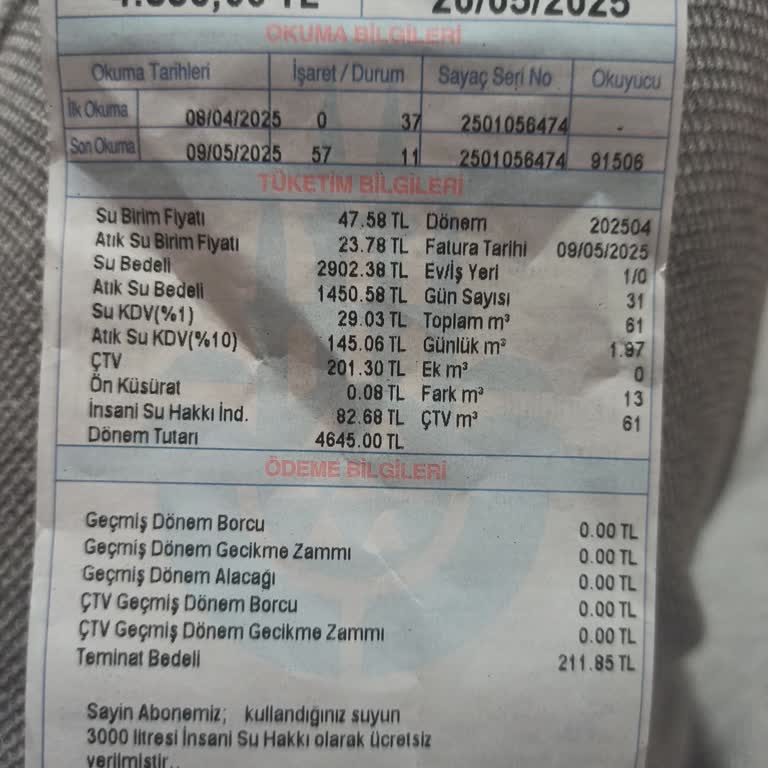 20/05/2025
OKUMA BİLGİLERİ
Okuma Tarihleri İşaret / Durum Sayaç Seri No Okuyucu
İlk Okuma 08/04/2025 0 37 2501056474 -
Son Okuma 09/05/2025 57 11 2501056474 91506
TÜKETİM BİLGİLERİ
Su Birim Fiyatı 47.58 TL Dönem 202504
Atık Su Birim Fiyatı 23.78 TL Fatura Tarihi 09/05/2025
Su Bedeli 2902.38 TL Ev/İş Yeri 1/0
Atık Su Bedeli 1450.58 TL Gün Sayısı 31
Su KDV(%1) 29.03 TL Toplam m³ 61
Atık Su KDV(%10) 145.06 TL Günlük m³ 1.97
ÇTV 201.30 TL Ek m³ 0
Ön Küsürat 0.08 TL Fark m³ 13
İnsani Su Hakkı İnd. 82.68 TL ÇTV m³ 61
Dönem Tutarı 4645.00 TL
ÖDEME BİLGİLERİ
Geçmiş Dönem Borcu 0.00 TL
Geçmiş Dönem Gecikme Zammı 0.00 TL
Geçmiş Dönem Alacağı 0.00 TL
ÇTV Geçmiş Dönem Borcu 0.00 TL
ÇTV Geçmiş Dönem Gecikme Zammı 0.00 TL
Teminat Bedeli 211.85 TL
Sayin Abonemiz; kullandığınız suyun
3000 litresi İnsani Su Hakkı olarak ücretsiz
verilmiştir..